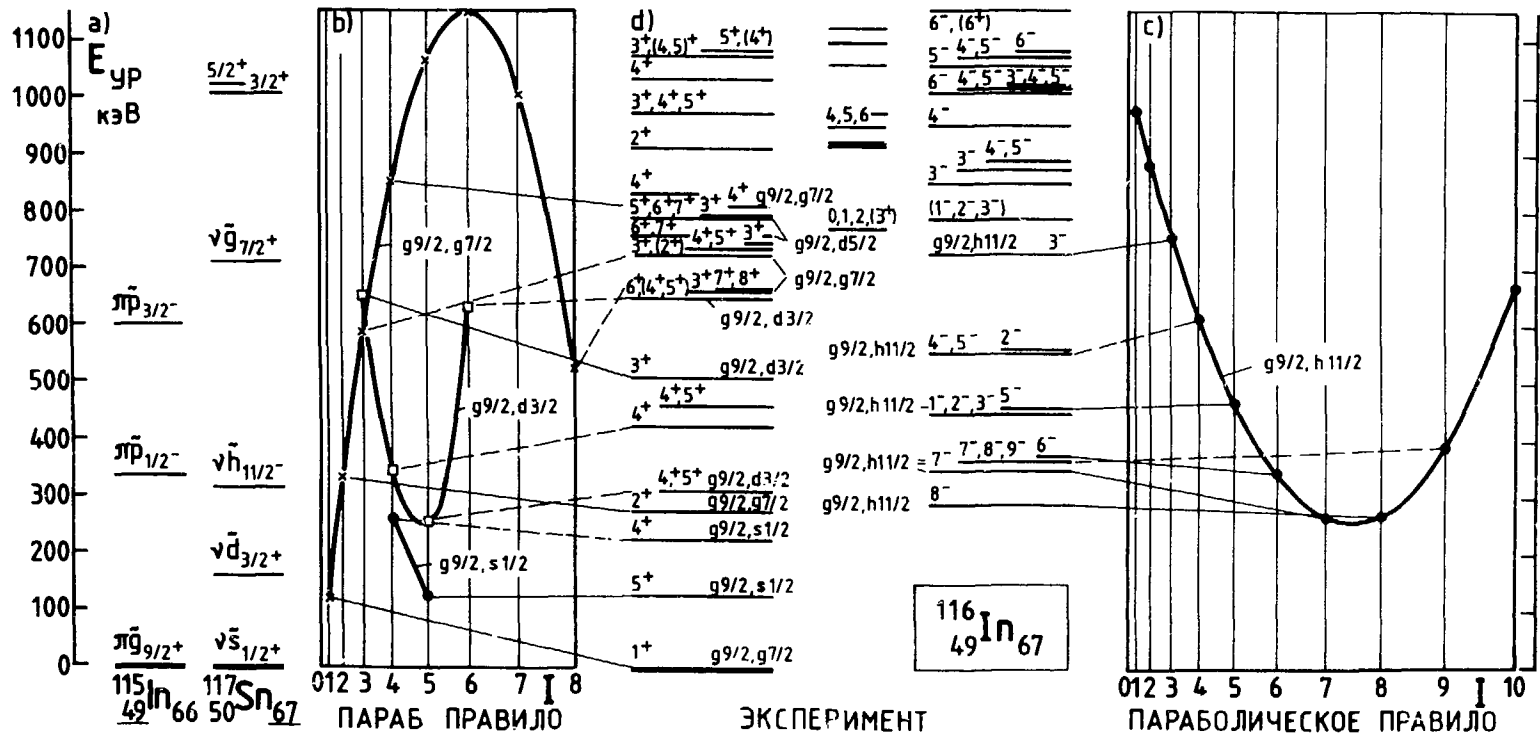 a)
E ур
кэВ
1100
1000
900
800
700
600
500
400
300
200
100
0
5/2⁺ 3/2⁺
νg̃ 7/2⁺
πp̃ 3/2⁻
πp̃ 1/2⁻ νh̃ 11/2⁻
νd̃ 3/2⁺
πg̃ 9/2⁺ νs̃ 1/2⁺
¹¹⁵₄₉In₆₆ ¹¹⁷₅₀Sn₆₇
b)
g9/2, g7/2
g9/2,d3/2
g9/2,s1/2
0 1 2 3 4 5 6 7 I 8
ПАРАБ ПРАВИЛО
d)
3⁺,(4,5)⁺ 5⁺,(4⁺)
4⁺
3⁺,4⁺,5⁺
2⁺
4⁺
5⁺,6⁺7⁺ 3⁺ 4⁺ g9/2,g7/2
6⁺7⁺
3⁺,(2⁺) 4⁺,5⁺ 3⁺ g9/2,d5/2
6⁺,(4⁺,5⁺) 3⁺ 7⁺,8⁺ g9/2,g7/2
g9/2, d3/2
3⁺ g9/2,d3/2
4⁺ 4⁺,5⁺
4⁺,5⁺ g9/2,d3/2
2⁺ g9/2,g7/2
4⁺ g9/2,s1/2
5⁺ g9/2,s1/2
1⁺ g9/2,g7/2
4,5,6
0,1,2,(3⁺)
6⁻,(6⁺)
5⁻ 4⁻,5⁻ 6⁻
6⁻ 4⁻,5⁻ 3⁻,4⁻,5⁻
4⁻
3⁻ 3⁻ 4⁻,5⁻
(1⁻,2⁻,3⁻)
g9/2,h11/2 3⁻
g9/2,h11/2 4⁻,5⁻ 2⁻
g9/2,h11/2 1⁻,2⁻,3⁻ 5⁻
g9/2,h11/2 7⁻ 7⁻,8⁻,9⁻ 6⁻
g9/2,h11/2 8⁻
¹¹⁶₄₉In₆₇
ЭКСПЕРИМЕНТ
c)
g9/2, h11/2
0 1 2 3 4 5 6 7 8 I 9 10
ПАРАБОЛИЧЕСКОЕ ПРАВИЛО